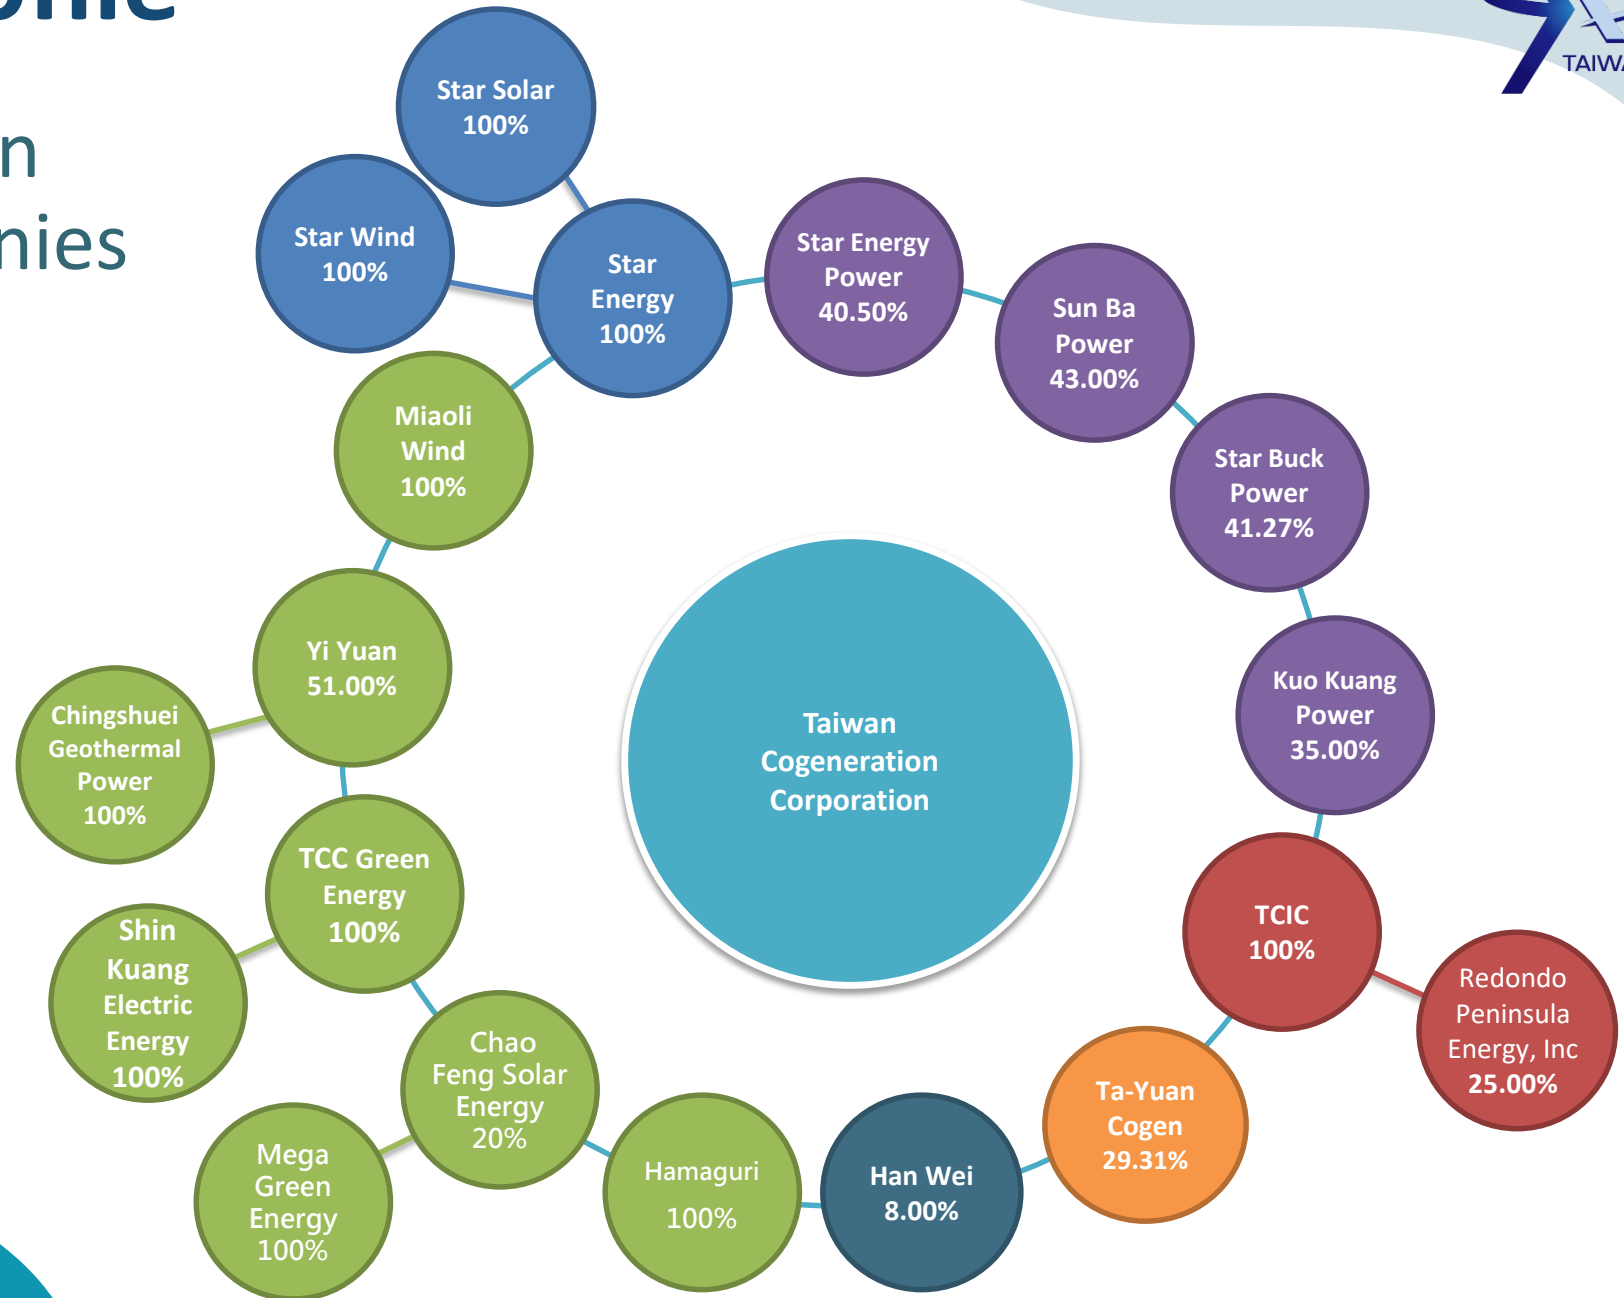 Star Solar
100%
Star Wind
100%
Star
Energy
100%
Star Energy
Power
40.50%
Sun Ba
Power
43.00%
Star Buck
Power
41.27%
Kuo Kuang
Power
35.00%
TCIC
100%
Redondo
Peninsula
Energy, Inc
25.00%
Ta-Yuan
Cogen
29.31%
Han Wei
8.00%
Hamaguri
100%
Chao
Feng Solar
Energy
20%
Mega
Green
Energy
100%
TCC Green
Energy
100%
Shin
Kuang
Electric
Energy
100%
Yi Yuan
51.00%
Chingshuei
Geothermal
Power
100%
Miaoli
Wind
100%
Taiwan
Cogeneration
Corporation